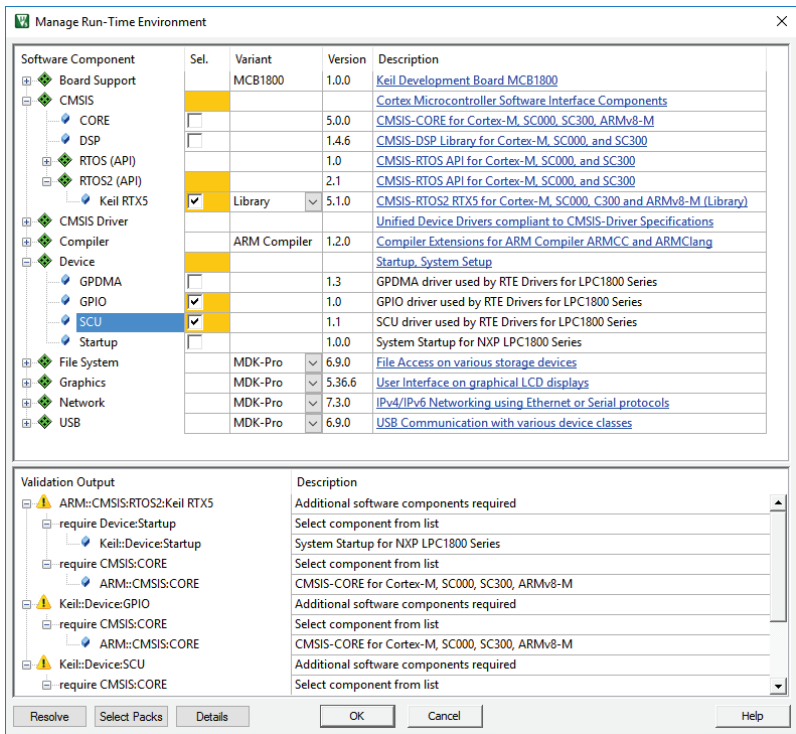 Manage Run-Time Environment
Software Component Sel. Variant Version Description
Board Support MCB1800 1.0.0 Keil Development Board MCB1800
CMSIS Cortex Microcontroller Software Interface Components
CORE 5.0.0 CMSIS-CORE for Cortex-M, SC000, SC300, ARMv8-M
DSP 1.4.6 CMSIS-DSP Library for Cortex-M, SC000, and SC300
RTOS (API) 1.0 CMSIS-RTOS API for Cortex-M, SC000, and SC300
RTOS2 (API) 2.1 CMSIS-RTOS API for Cortex-M, SC000, and SC300
Keil RTX5 Library 5.1.0 CMSIS-RTOS2 RTX5 for Cortex-M, SC000, C300 and ARMv8-M (Library)
CMSIS Driver Unified Device Drivers compliant to CMSIS-Driver Specifications
Compiler ARM Compiler 1.2.0 Compiler Extensions for ARM Compiler ARMCC and ARMClang
Device Startup, System Setup
GPDMA 1.3 GPDMA driver used by RTE Drivers for LPC1800 Series
GPIO 1.0 GPIO driver used by RTE Drivers for LPC1800 Series
SCU 1.1 SCU driver used by RTE Drivers for LPC1800 Series
Startup 1.0.0 System Startup for NXP LPC1800 Series
File System MDK-Pro 6.9.0 File Access on various storage devices
Graphics MDK-Pro 5.36.6 User Interface on graphical LCD displays
Network MDK-Pro 7.3.0 IPv4/IPv6 Networking using Ethernet or Serial protocols
USB MDK-Pro 6.9.0 USB Communication with various device classes
Validation Output Description
ARM::CMSIS:RTOS2:Keil RTX5 Additional software components required
require Device:Startup Select component from list
Keil::Device:Startup System Startup for NXP LPC1800 Series
require CMSIS:CORE Select component from list
ARM::CMSIS:CORE CMSIS-CORE for Cortex-M, SC000, SC300, ARMv8-M
Keil::Device:GPIO Additional software components required
require CMSIS:CORE Select component from list
ARM::CMSIS:CORE CMSIS-CORE for Cortex-M, SC000, SC300, ARMv8-M
Keil::Device:SCU Additional software components required
require CMSIS:CORE Select component from list
Resolve Select Packs Details OK Cancel Help